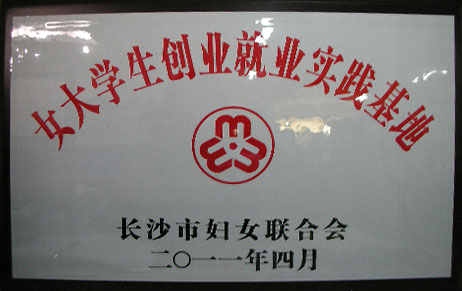 女大学生创业就业实践基地
长沙市妇女联合会
二〇一一年四月